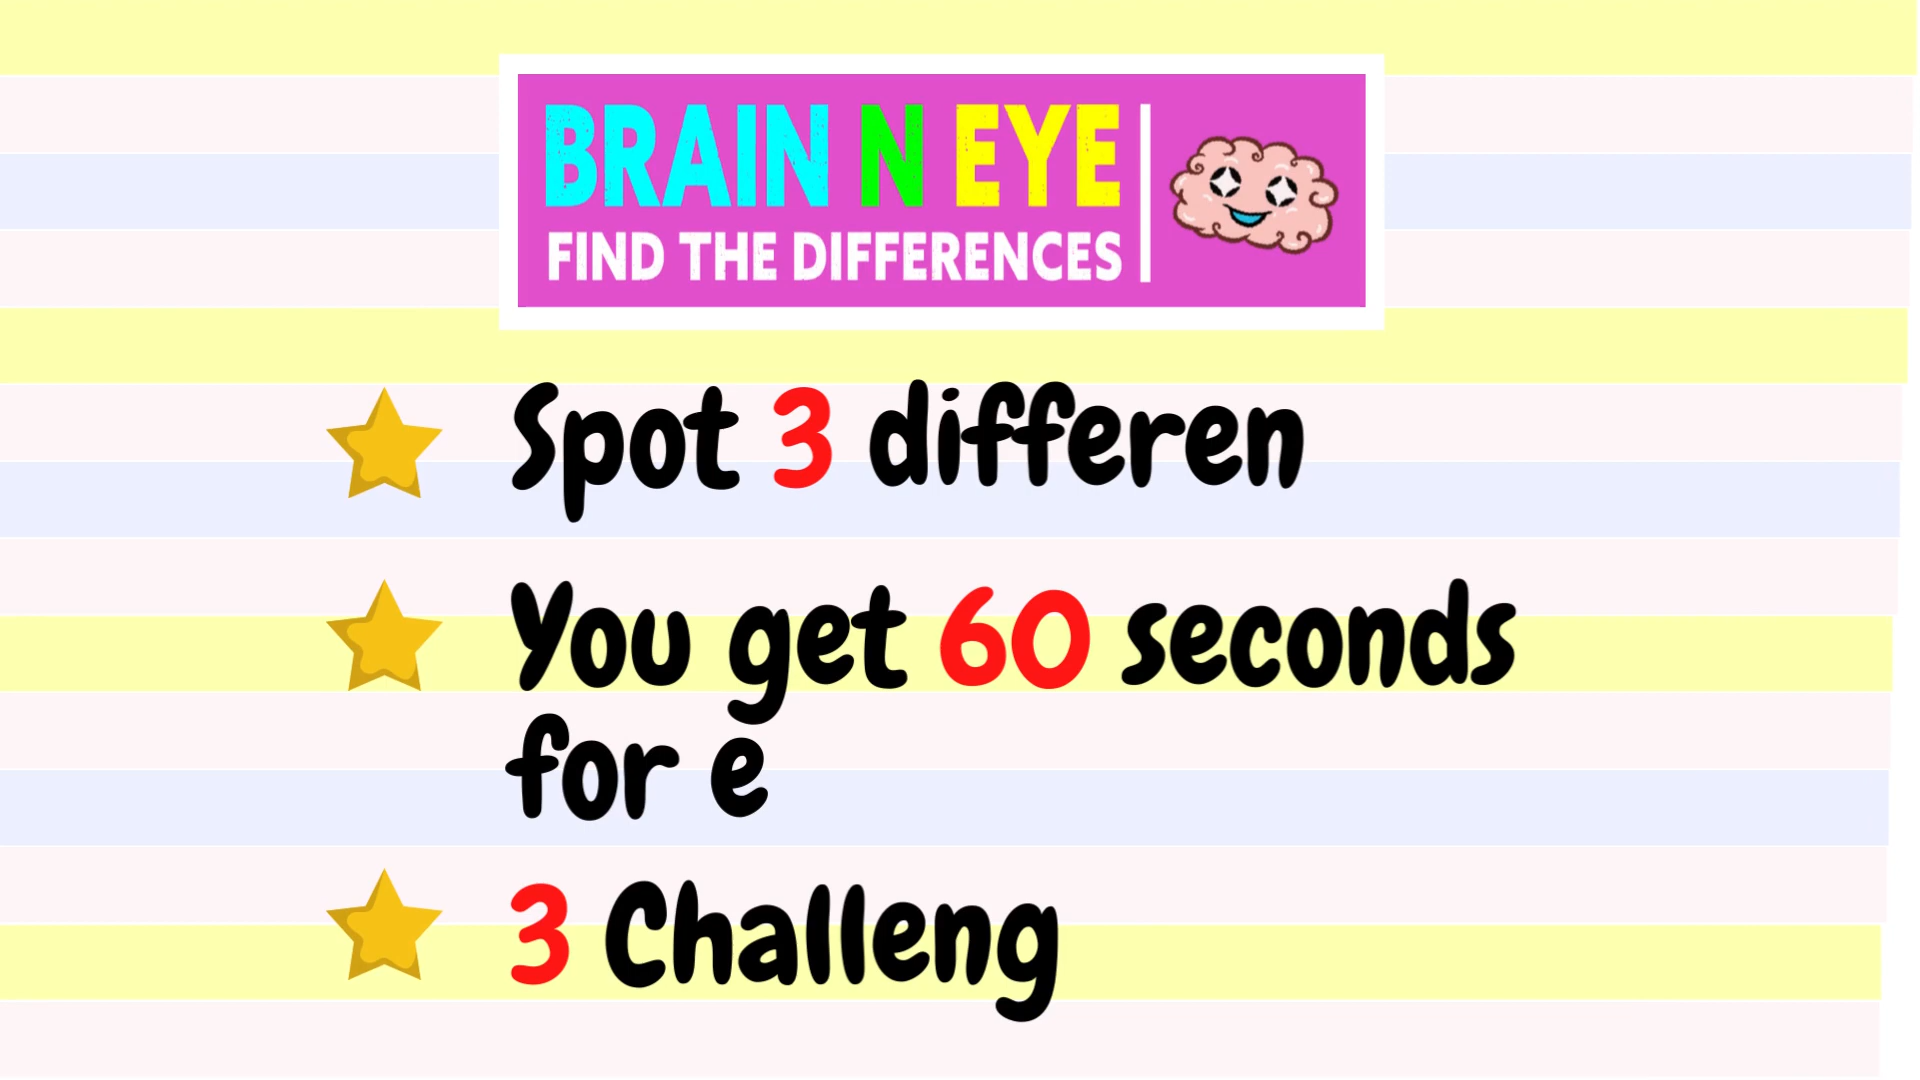 BRAIN N EYE
FIND THE DIFFERENCES
Spot 3 differen
You get 60 seconds
for e
3 Challeng